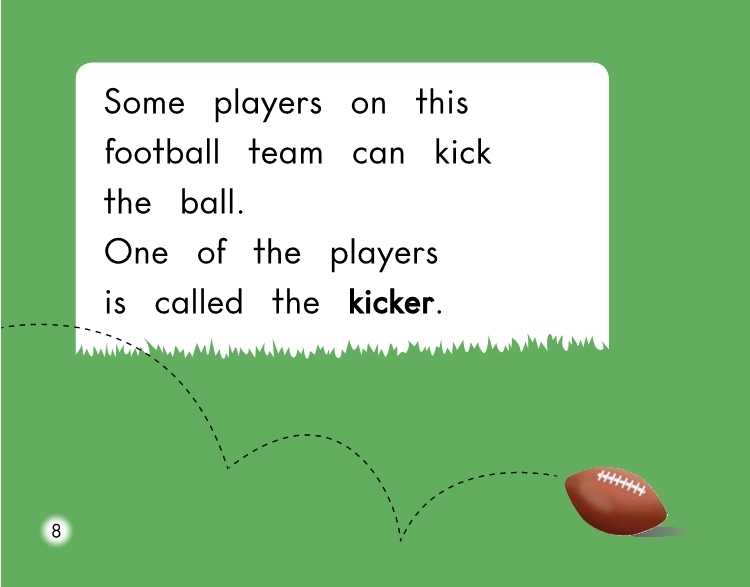 Some players on this
football team can kick
the ball.
One of the players
is called the kicker.
8